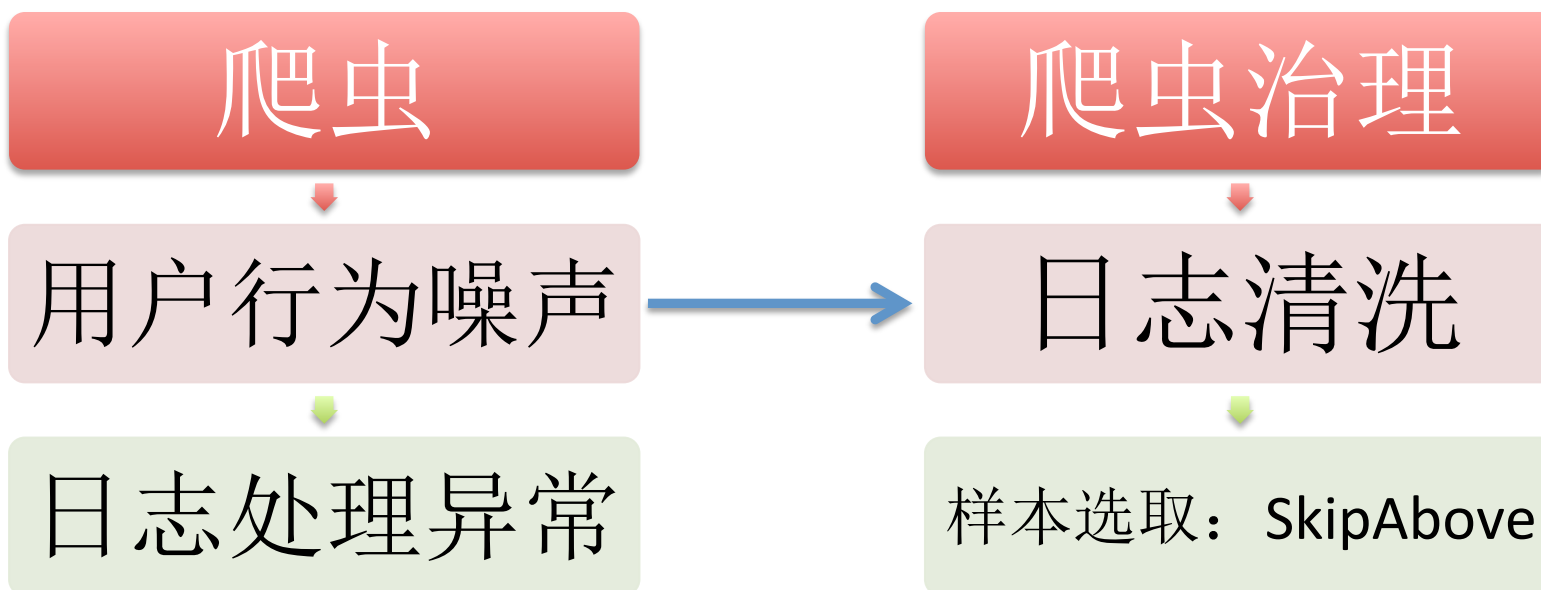 爬虫
用户行为噪声
日志处理异常
爬虫治理
日志清洗
样本选取：SkipAbove